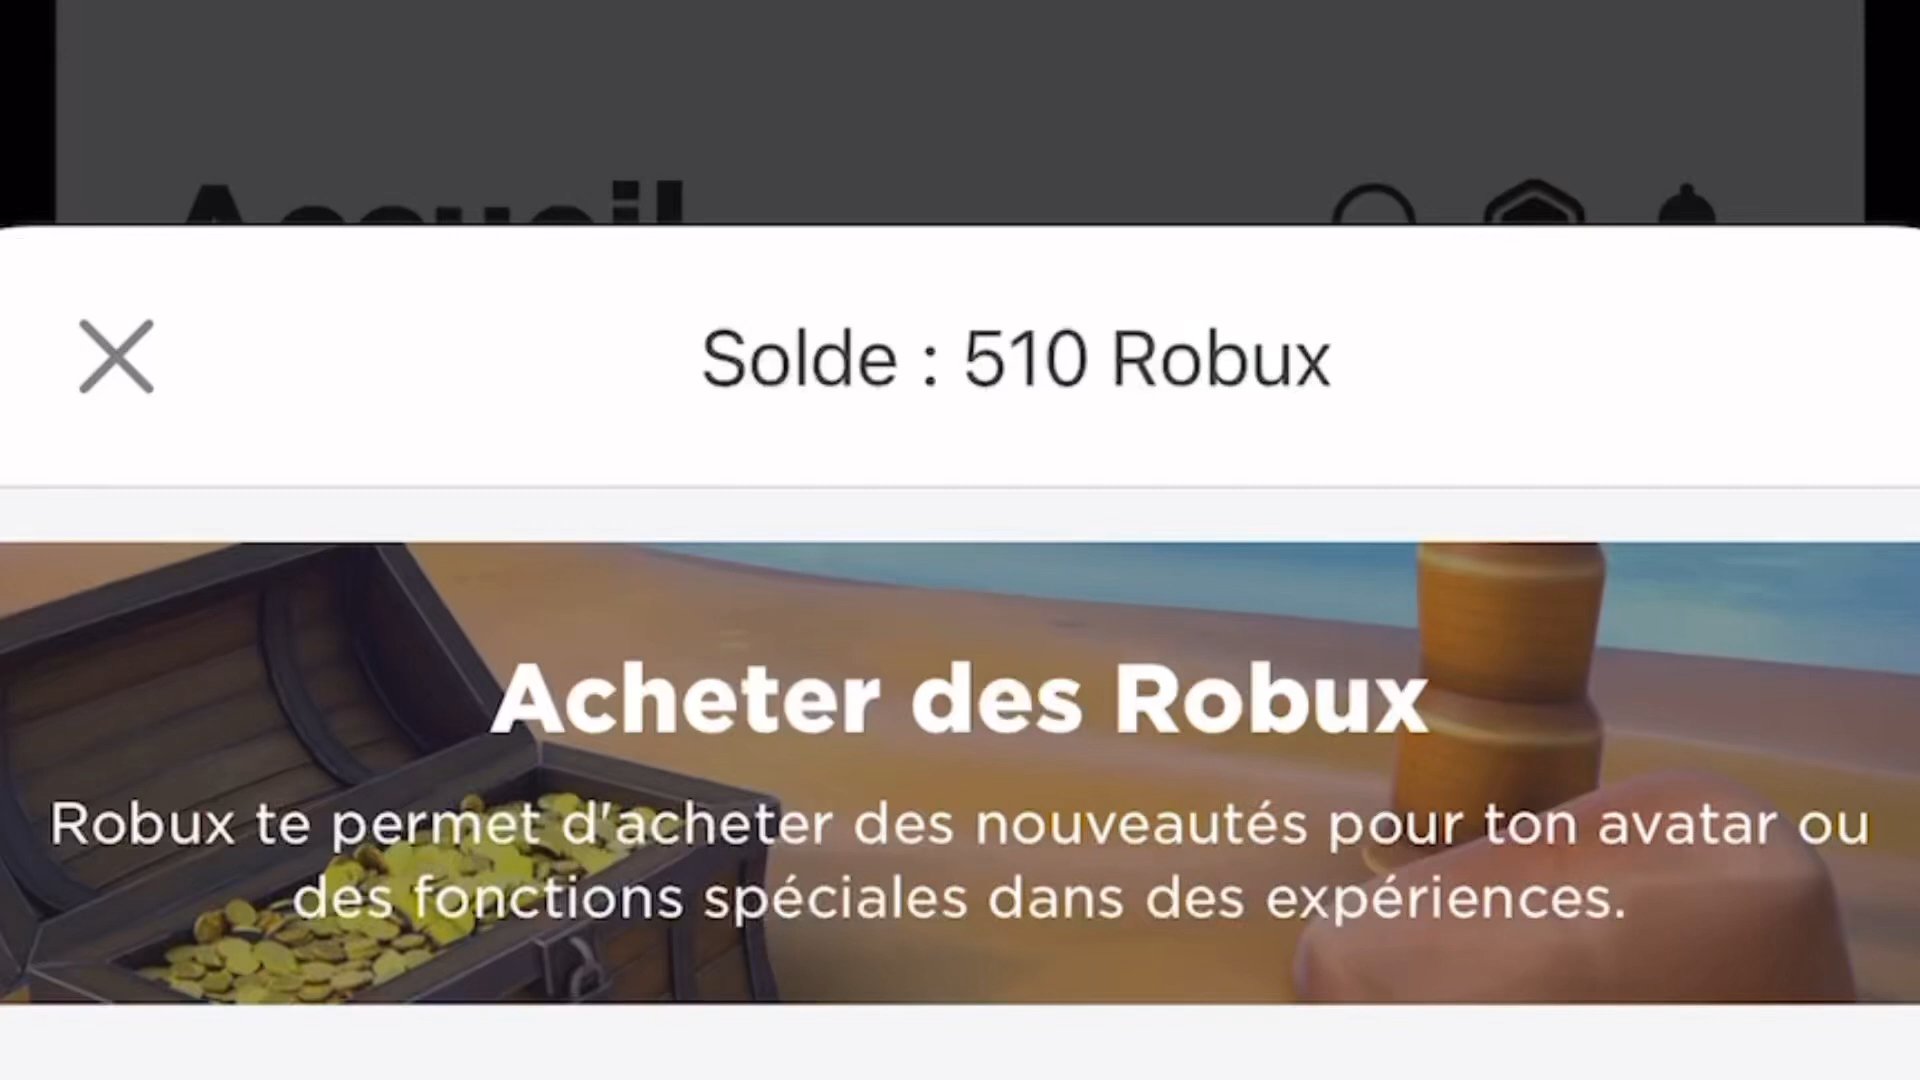 Accueil
Solde : 510 Robux
Acheter des Robux
Robux te permet d'acheter des nouveautés pour ton avatar ou
des fonctions spéciales dans des expériences.